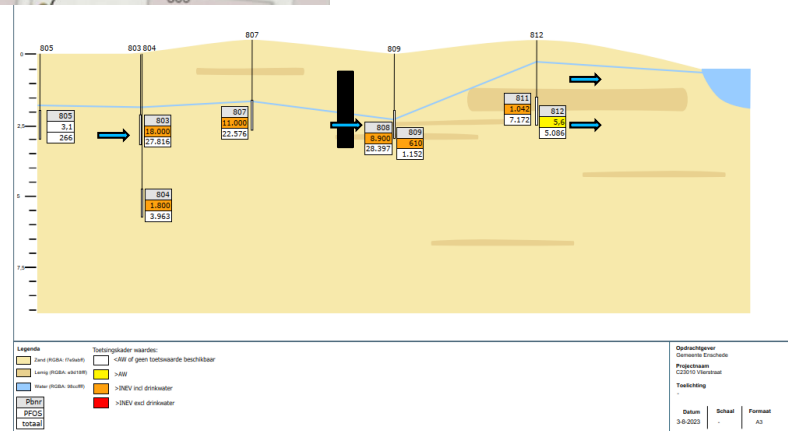 805
803 804
807
809
812
0
2,5
5
7,5
805
3,1
266
803
18.000
27.816
804
1.800
3.963
807
11.000
22.576
808
8.900
28.397
809
610
1.152
811
1.042
7.172
812
5,6
5.086
Legenda
Zand (RGBA: f7e9abff)
Lemig (RGBA: e9d18fff)
Water (RGBA: 98ccffff)
Pbnr
PFOS
totaal
Toetsingskader waardes:
<AW of geen toetswaarde beschikbaar
>AW
>INEV incl drinkwater
>INEV excl drinkwater
Opdrachtgever
Gemeente Enschede
Projectnaam
C23010 Vlierstraat
Toelichting
-
Datum Schaal Formaat
3-8-2023 - A3